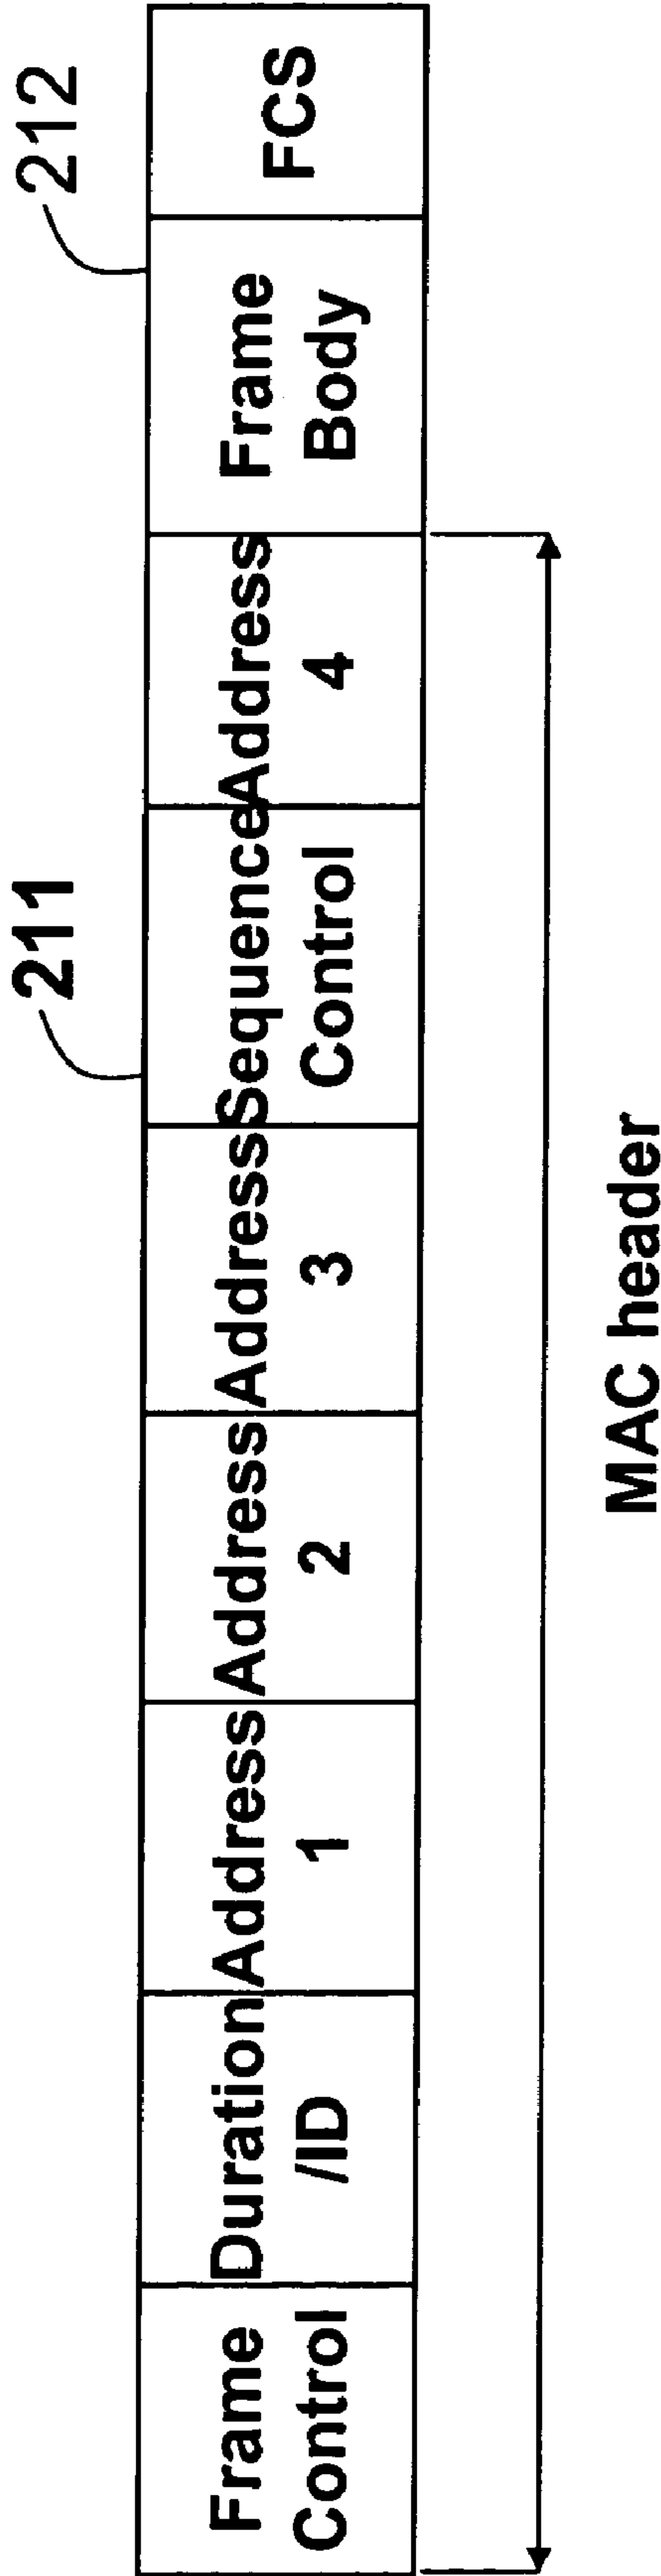 211
212
Frame
Control
Duration
/ID
Address
1
Address
2
Address
3
Sequence
Control
Address
4
Frame
Body
FCS
MAC header